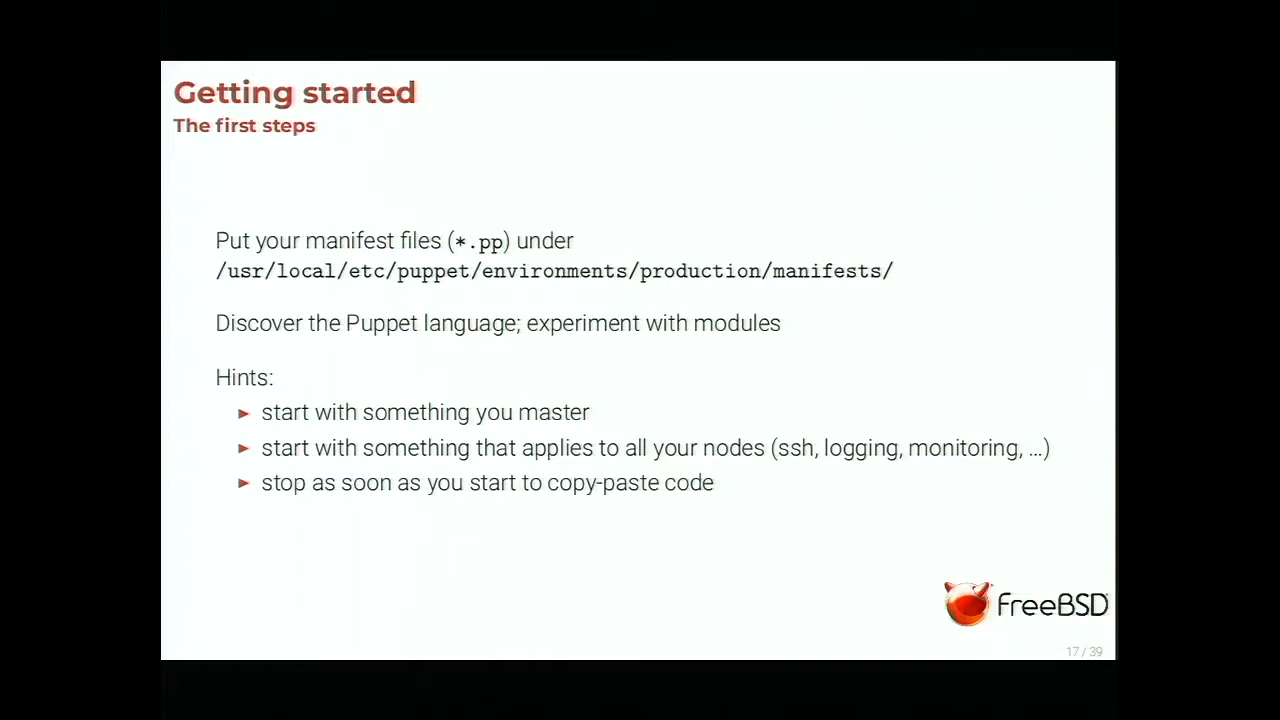 Getting started
The first steps
Put your manifest files (*.pp) under
/usr/local/etc/puppet/environments/production/manifests/
Discover the Puppet language; experiment with modules
Hints:
start with something you master
start with something that applies to all your nodes (ssh, logging, monitoring, …)
stop as soon as you start to copy-paste code
FreeBSD
17 / 39